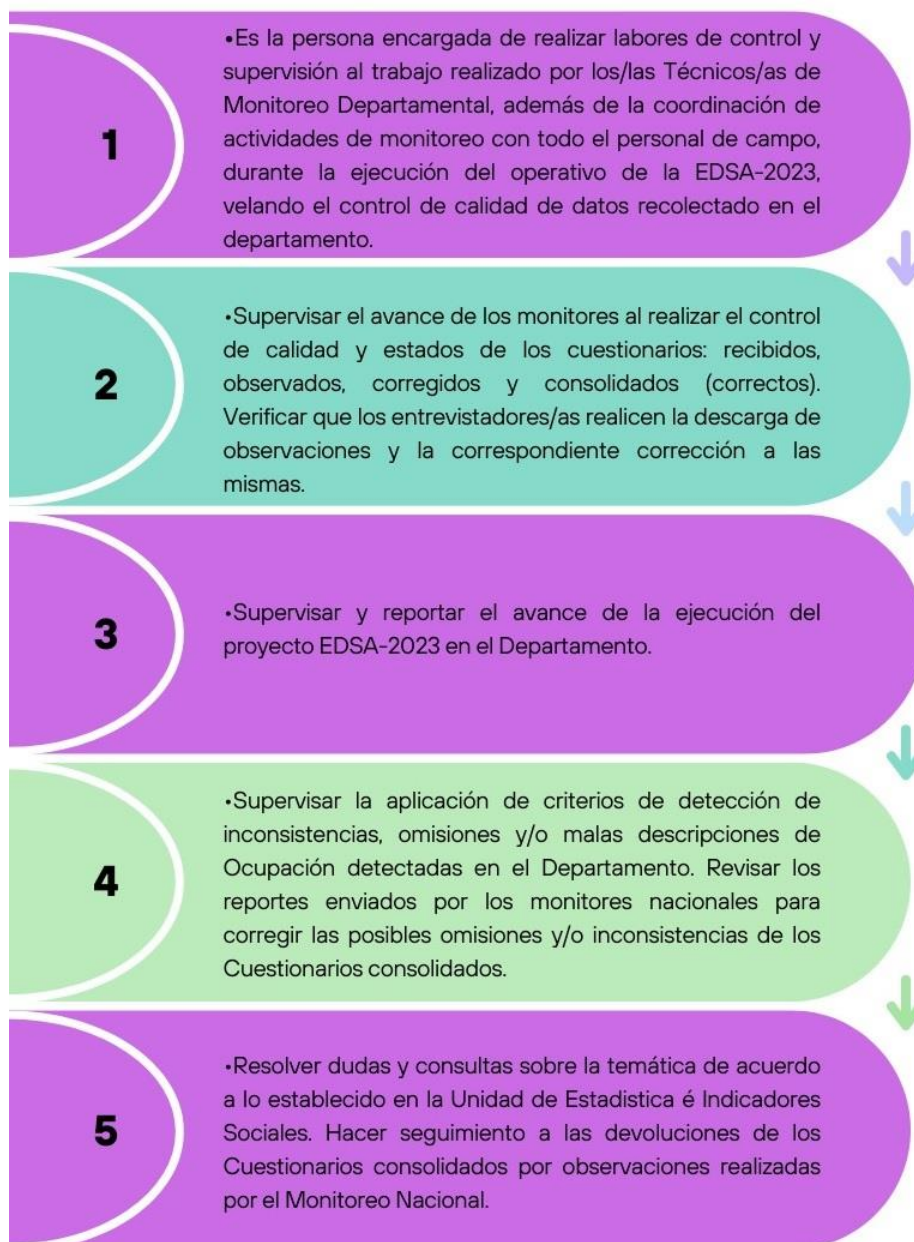 1
•Es la persona encargada de realizar labores de control y
supervisión al trabajo realizado por los/las Técnicos/as de
Monitoreo Departamental, además de la coordinación de
actividades de monitoreo con todo el personal de campo,
durante la ejecución del operativo de la EDSA-2023,
velando el control de calidad de datos recolectado en el
departamento.
2
•Supervisar el avance de los monitores al realizar el control
de calidad y estados de los cuestionarios: recibidos,
observados, corregidos y consolidados (correctos).
Verificar que los entrevistadores/as realicen la descarga de
observaciones y la correspondiente corrección a las
mismas.
3
•Supervisar y reportar el avance de la ejecución del
proyecto EDSA-2023 en el Departamento.
4
•Supervisar la aplicación de criterios de detección de
inconsistencias, omisiones y/o malas descripciones de
Ocupación detectadas en el Departamento. Revisar los
reportes enviados por los monitores nacionales para
corregir las posibles omisiones y/o inconsistencias de los
Cuestionarios consolidados.
5
•Resolver dudas y consultas sobre la temática de acuerdo
a lo establecido en la Unidad de Estadistica é Indicadores
Sociales. Hacer seguimiento a las devoluciones de los
Cuestionarios consolidados por observaciones realizadas
por el Monitoreo Nacional.